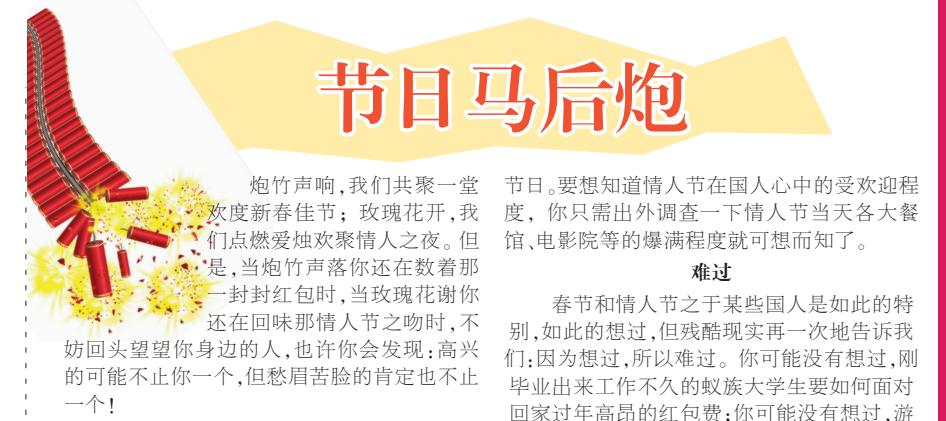 节日马后炮
炮竹声响,我们共聚一堂
欢度新春佳节；玫瑰花开,我
们点燃爱烛欢聚情人之夜。但
是,当炮竹声落你还在数着那
一封封红包时,当玫瑰花谢你
还在回味那情人节之吻时,不
妨回头望望你身边的人,也许你会发现:高兴
的可能不止你一个,但愁眉苦脸的肯定也不止
一个!
节日。要想知道情人节在国人心中的受欢迎程
度，你只需出外调查一下情人节当天各大餐
馆、电影院等的爆满程度就可想而知了。
难过
春节和情人节之于某些国人是如此的特
别,如此的想过,但残酷现实再一次地告诉我
们:因为想过,所以难过。你可能没有想过,刚
毕业出来工作不久的蚁族大学生要如何面对
回家过年高昂的红包费;你可能没有想过,游